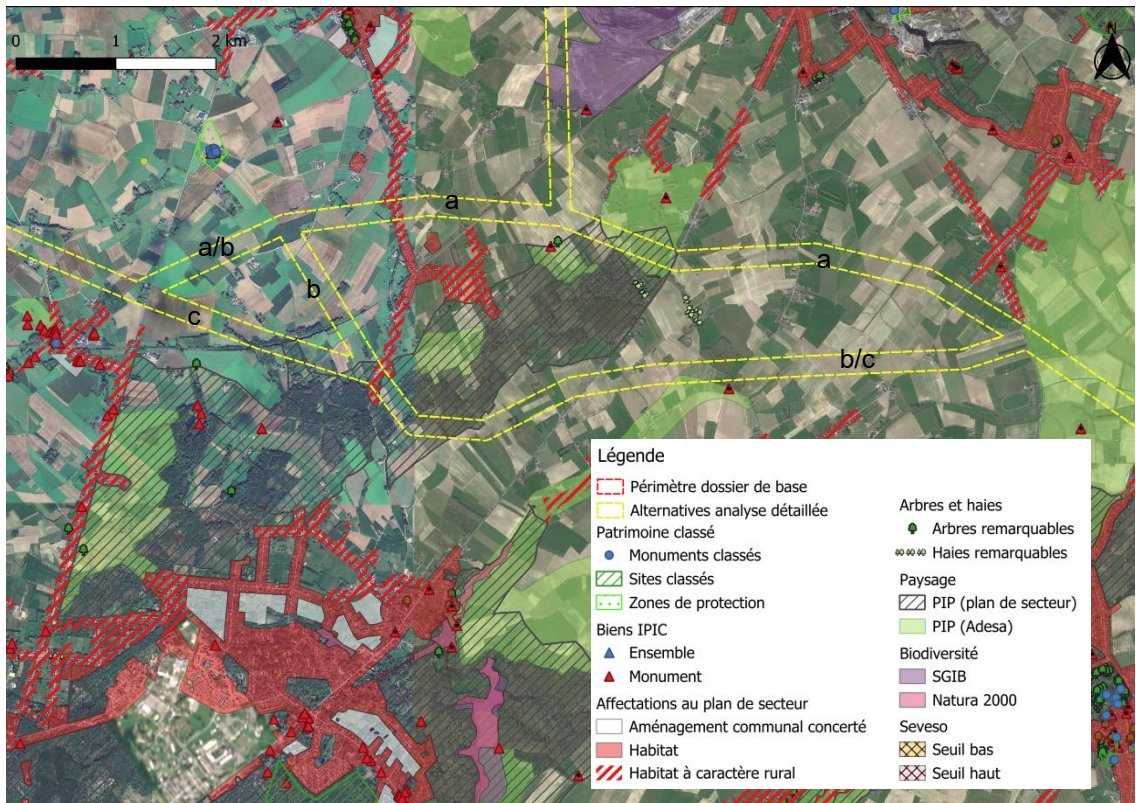 0 1 2 km
N
a
a/b
b
c
a
b/c
Légende
Périmètre dossier de base
Alternatives analyse détaillée
Patrimoine classé
Monuments classés
Sites classés
Zones de protection
Biens IPIC
Ensemble
Monument
Affectations au plan de secteur
Aménagement communal concerté
Habitat
Habitat à caractère rural
Arbres et haies
Arbres remarquables
Haies remarquables
Paysage
PIP (plan de secteur)
PIP (Adesa)
Biodiversité
SGIB
Natura 2000
Seveso
Seuil bas
Seuil haut